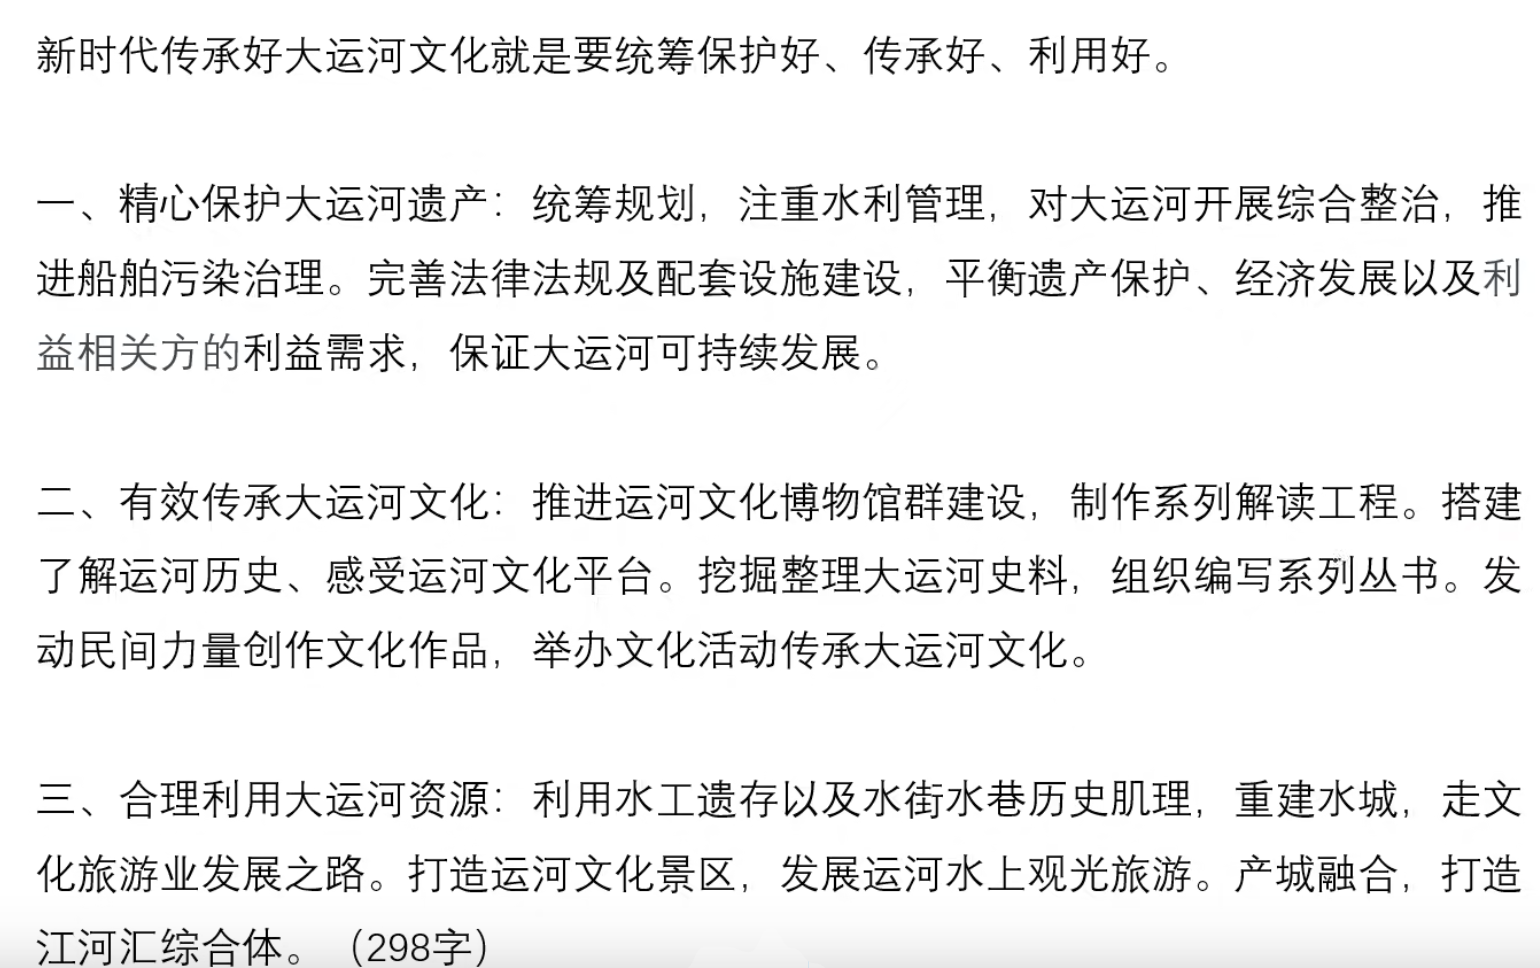 新时代传承好大运河文化就是要统筹保护好、传承好、利用好。
一、精心保护大运河遗产：统筹规划，注重水利管理，对大运河开展综合整治，推
进船舶污染治理。完善法律法规及配套设施建设，平衡遗产保护、经济发展以及利
益相关方的利益需求，保证大运河可持续发展。
二、有效传承大运河文化：推进运河文化博物馆群建设，制作系列解读工程。搭建
了解运河历史、感受运河文化平台。挖掘整理大运河史料，组织编写系列丛书。发
动民间力量创作文化作品，举办文化活动传承大运河文化。
三、合理利用大运河资源：利用水工遗存以及水街水巷历史肌理，重建水城，走文
化旅游业发展之路。打造运河文化景区，发展运河水上观光旅游。产城融合，打造
江河汇综合体。（298字）